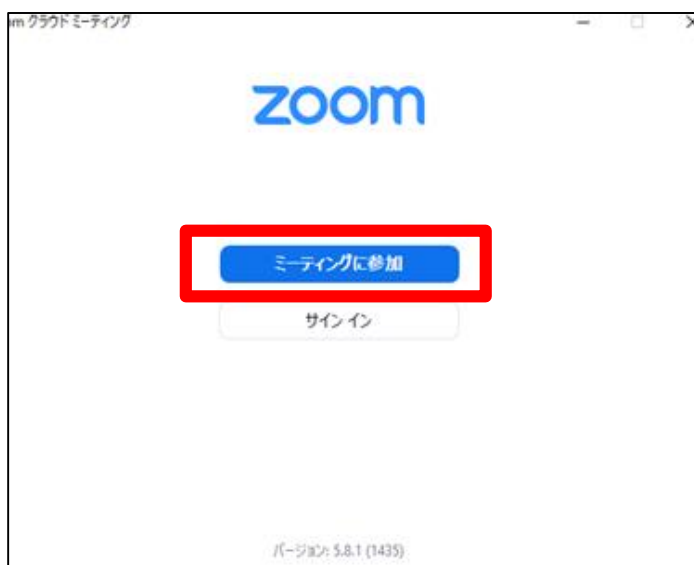 om クラウド ミーティング
zoom
ミーティングに参加
サイン イン
バージョン: 5.8.1 (1435)